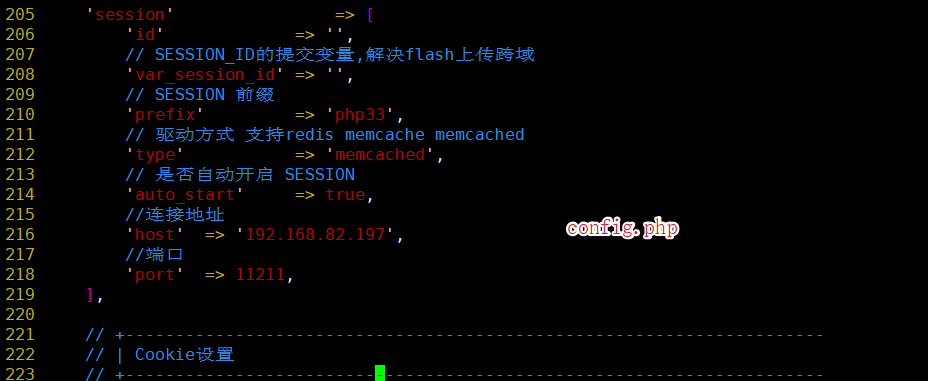 205     'session'                => [
206         'id'             => '',
207         // SESSION_ID的提交变量,解决flash上传跨域
208         'var_session_id' => '',
209         // SESSION 前缀
210         'prefix'         => 'php33',
211         // 驱动方式 支持redis memcache memcached
212         'type'           => 'memcached',
213         // 是否自动开启 SESSION
214         'auto_start'     => true,
215         //连接地址
216         'host'  => '192.168.82.197',
config.php
217         //端口
218         'port'  => 11211,
219     ],
220
221     // +----------------------------------------------------------------------
222     // | Cookie设置
223     // +----------------------------------------------------------------------